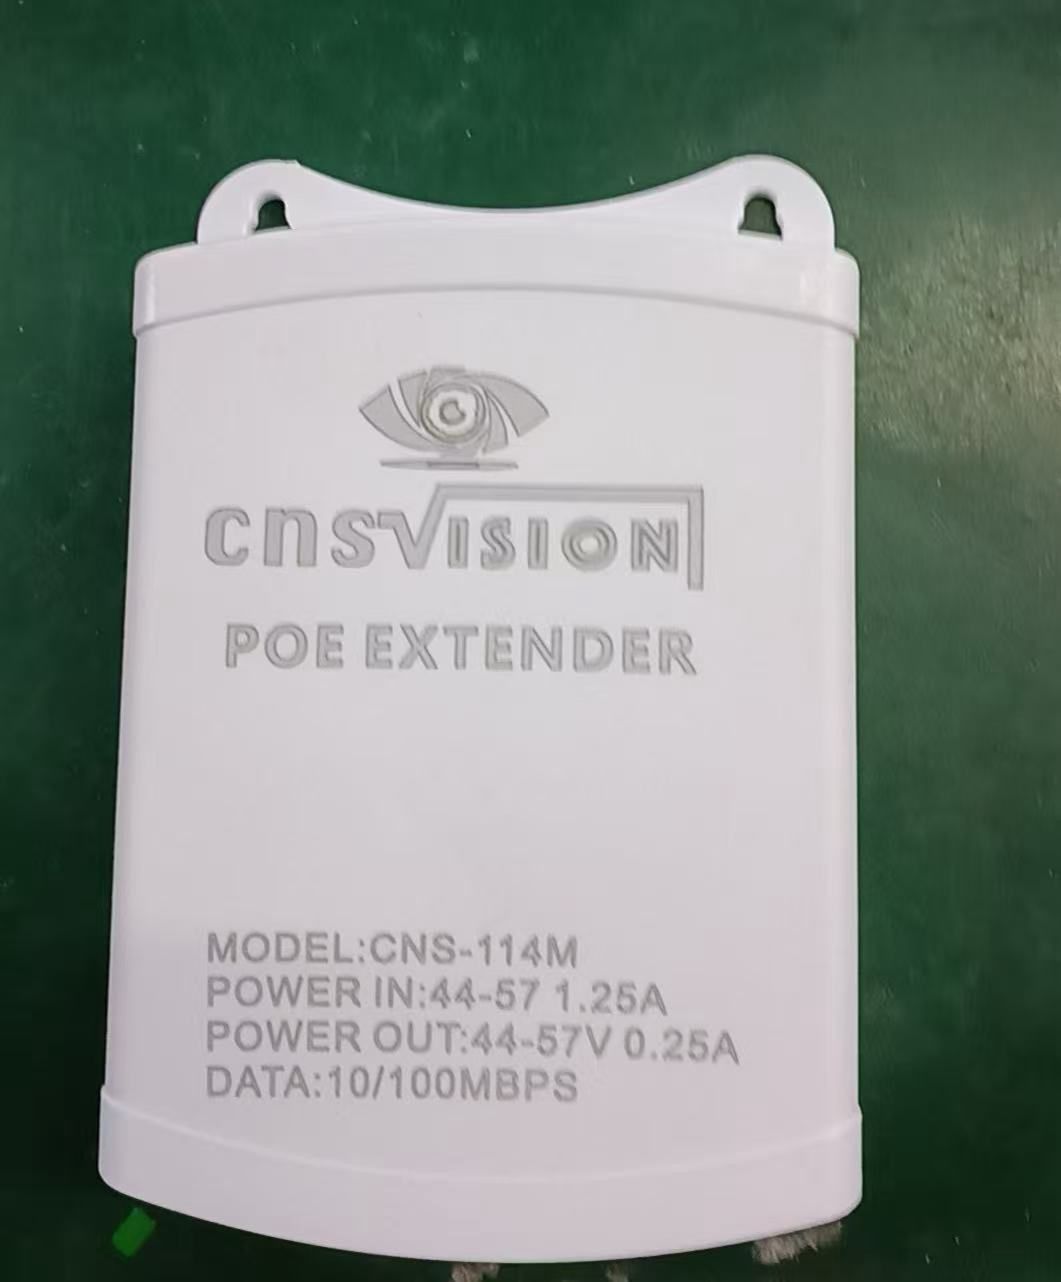 CNSVISION
POE EXTENDER
MODEL:CNS-114M
POWER IN:44-57 1.25A
POWER OUT:44-57V 0.25A
DATA:10/100MBPS